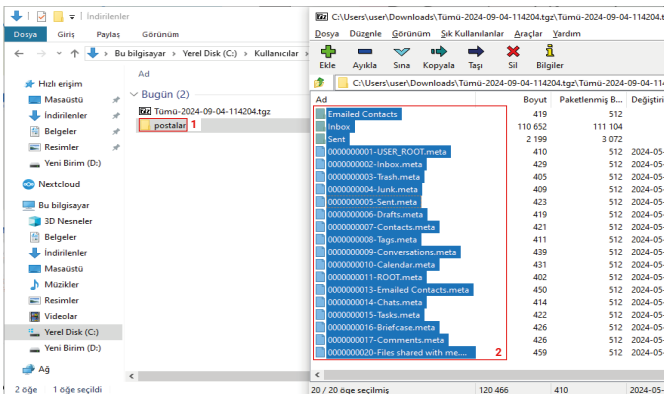 İndirilenler
Dosya Giriş Paylaş Görünüm
Bu bilgisayar > Yerel Disk (C:) > Kullanıcılar >
Hızlı erişim
Masaüstü
İndirilenler
Belgeler
Resimler
Yeni Birim (D:)
Nextcloud
Bu bilgisayar
3D Nesneler
Belgeler
İndirilenler
Masaüstü
Müzikler
Resimler
Videolar
Yerel Disk (C:)
Yeni Birim (D:)
Ağ
Ad
Bugün (2)
Tümü-2024-09-04-114204.tgz
postalar 1
2 öğe 1 öğe seçildi
C:\Users\user\Downloads\Tümü-2024-09-04-114204.tgz\Tümü-2024-09-04-114204.t
Dosya Düzenle Görünüm Sık Kullanılanlar Araçlar Yardım
Ekle Ayıkla Sına Kopyala Taşı Sil Bilgiler
C:\Users\user\Downloads\Tümü-2024-09-04-114204.tgz\Tümü-2024-09-04-114
Ad Boyut Paketlenmiş B... Değiştiri
Emailed Contacts 419 512
Inbox 110 652 111 104
Sent 2 199 3 072
0000000001-USER_ROOT.meta 410 512 2024-05-
0000000002-Inbox.meta 429 512 2024-05-
0000000003-Trash.meta 405 512 2024-05-
0000000004-Junk.meta 409 512 2024-05-
0000000005-Sent.meta 423 512 2024-05-
0000000006-Drafts.meta 419 512 2024-05-
0000000007-Contacts.meta 421 512 2024-05-
0000000008-Tags.meta 411 512 2024-05-
0000000009-Conversations.meta 439 512 2024-05-
0000000010-Calendar.meta 431 512 2024-05-
0000000011-ROOT.meta 402 512 2024-05-
0000000013-Emailed Contacts.meta 450 512 2024-05-
0000000014-Chats.meta 414 512 2024-05-
0000000015-Tasks.meta 422 512 2024-05-
0000000016-Briefcase.meta 426 512 2024-05-
0000000017-Comments.meta 426 512 2024-05-
0000000020-Files shared with me.... 2 459 512 2024-05-
20 / 20 öge seçilmiş 120 466 410 2024-05-